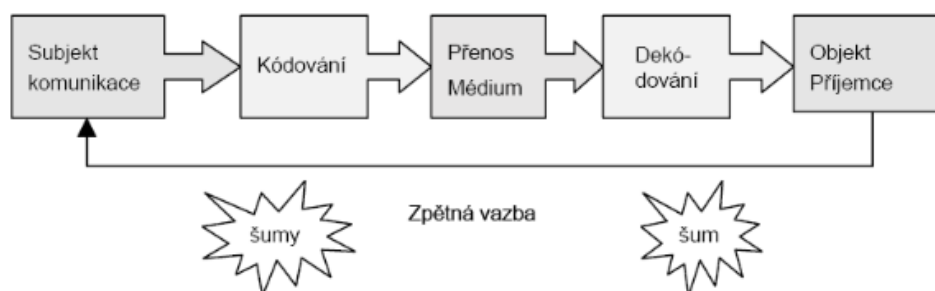 Subjekt
komunikace
Kódování
Přenos
Médium
Dekó-
dování
Objekt
Příjemce
Zpětná vazba
šumy
šum